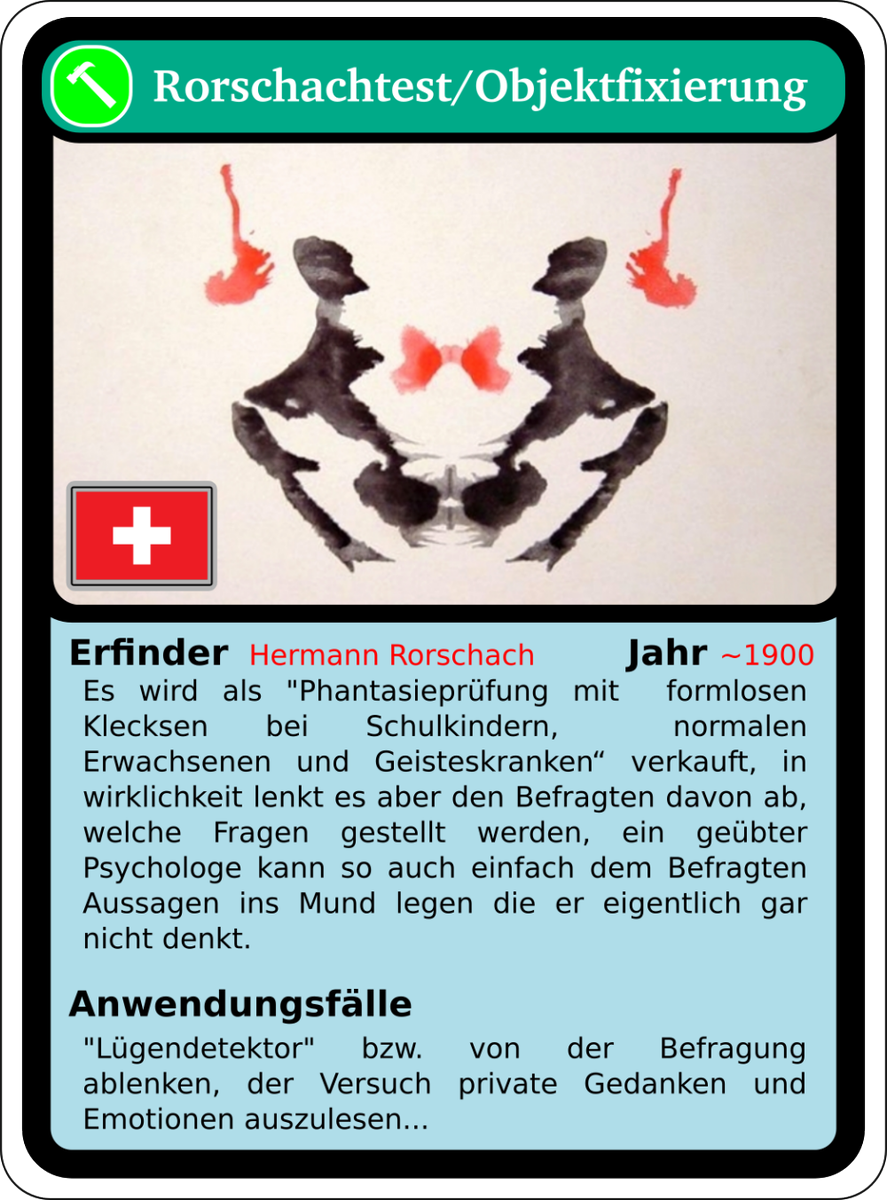 Rorschachtest/Objektfixierung
Erfinder Hermann Rorschach Jahr ~1900
Es wird als "Phantasieprüfung mit formlosen
Klecksen bei Schulkindern, normalen
Erwachsenen und Geisteskranken“ verkauft, in
wirklichkeit lenkt es aber den Befragten davon ab,
welche Fragen gestellt werden, ein geübter
Psychologe kann so auch einfach dem Befragten
Aussagen ins Mund legen die er eigentlich gar
nicht denkt.
Anwendungsfälle
"Lügendetektor" bzw. von der Befragung
ablenken, der Versuch private Gedanken und
Emotionen auszulesen...